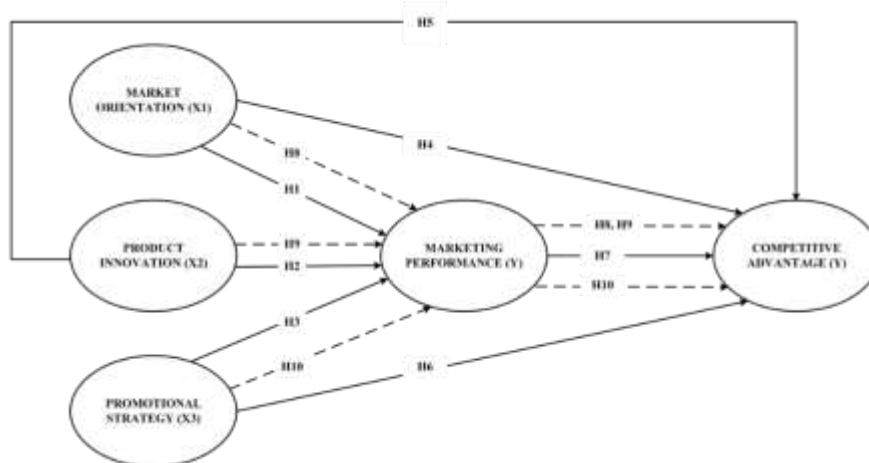 H5
MARKET
ORIENTATION (X1)
H4
H8
H1
PRODUCT
INNOVATION (X2)
H9
H2
MARKETING
PERFORMANCE (Y)
H8, H9
H7
H10
COMPETITIVE
ADVANTAGE (Y)
H3
H10
H6
PROMOTIONAL
STRATEGY (X3)